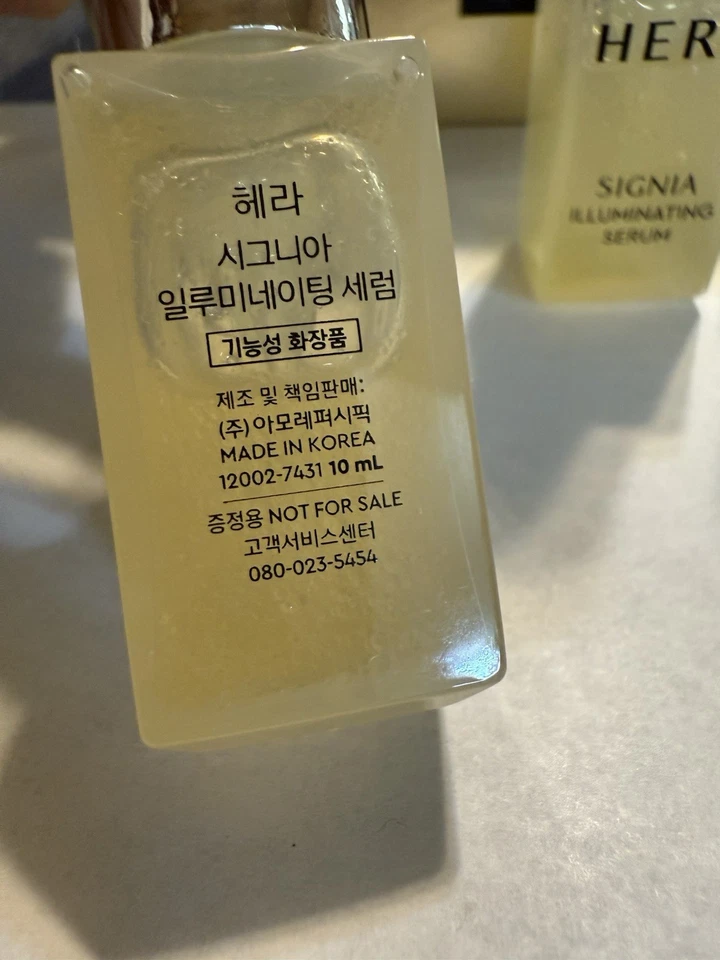 헤라
시그니아
일루미네이팅 세럼
기능성 화장품
제조 및 책임판매:
(주)아모레퍼시픽
MADE IN KOREA
12002-7431 10 mL
증정용 NOT FOR SALE
고객서비스센터
080-023-5454
HER
SIGNIA
ILLUMINATING
SERUM